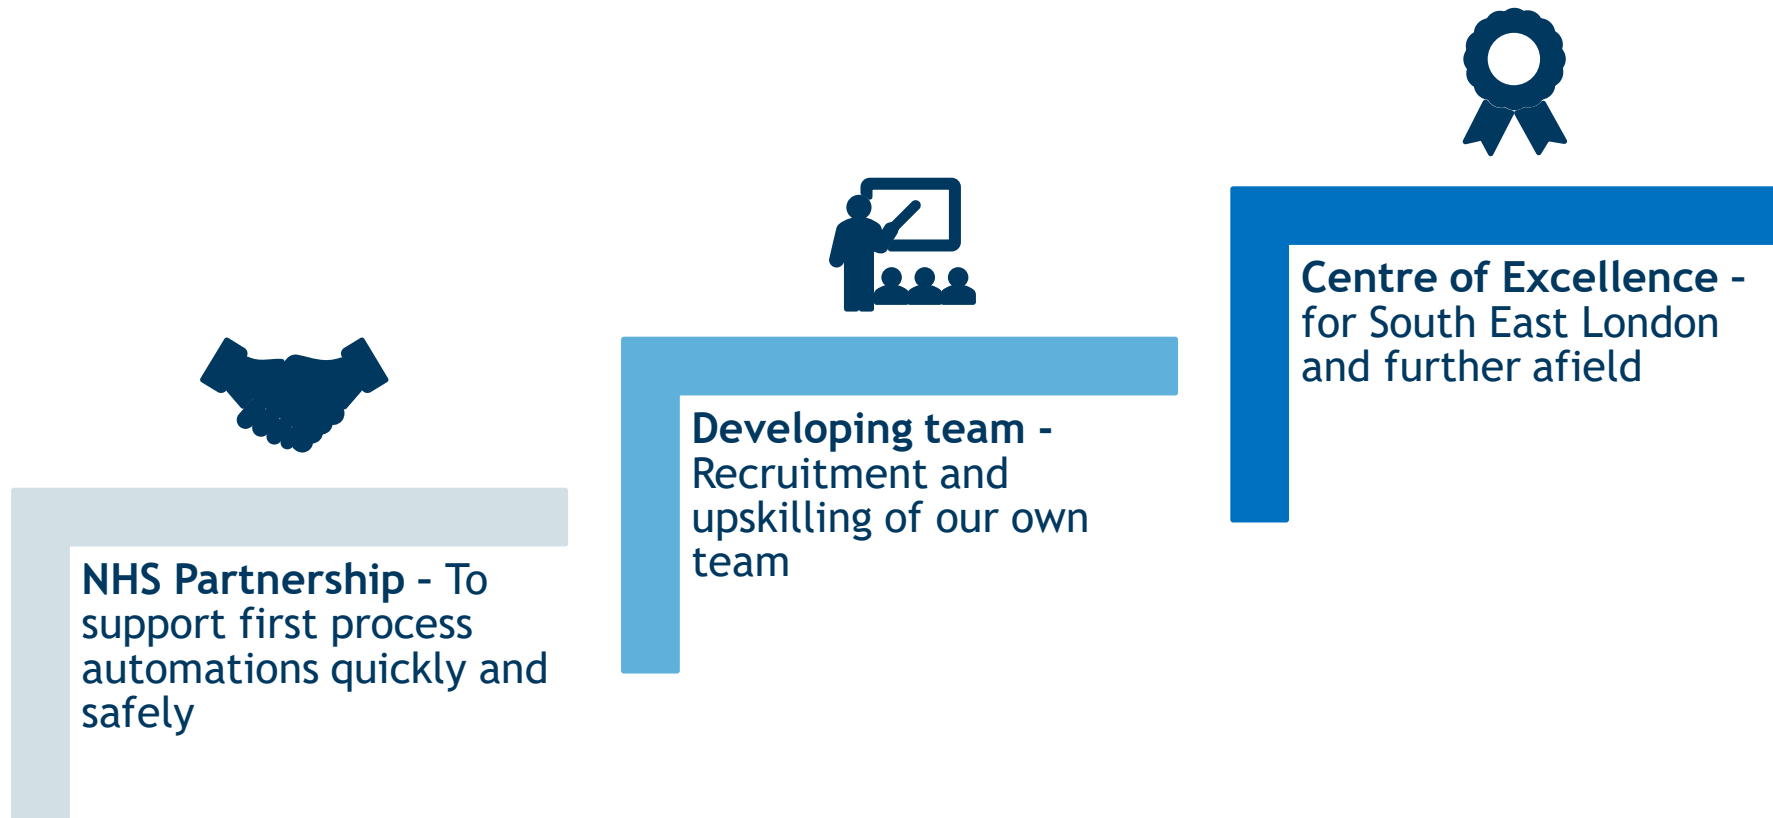 NHS Partnership – To
support first process
automations quickly and
safely
Developing team -
Recruitment and
upskilling of our own
team
Centre of Excellence –
for South East London
and further afield